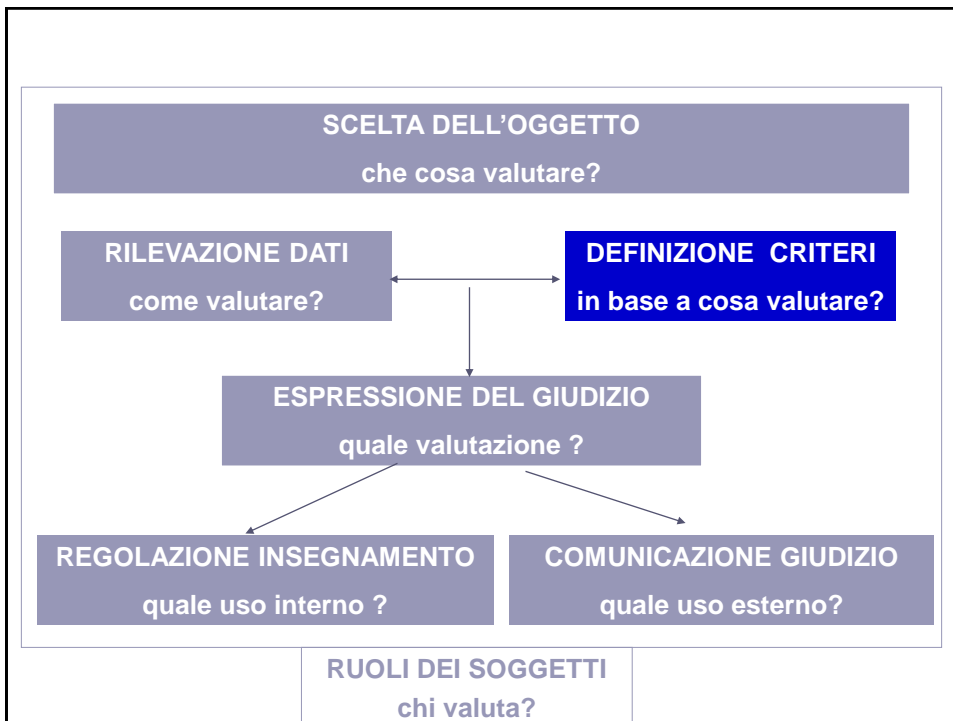 SCELTA DELL’OGGETTO
che cosa valutare?
RILEVAZIONE DATI
come valutare?
DEFINIZIONE CRITERI
in base a cosa valutare?
ESPRESSIONE DEL GIUDIZIO
quale valutazione ?
REGOLAZIONE INSEGNAMENTO
quale uso interno ?
COMUNICAZIONE GIUDIZIO
quale uso esterno?
RUOLI DEI SOGGETTI
chi valuta?